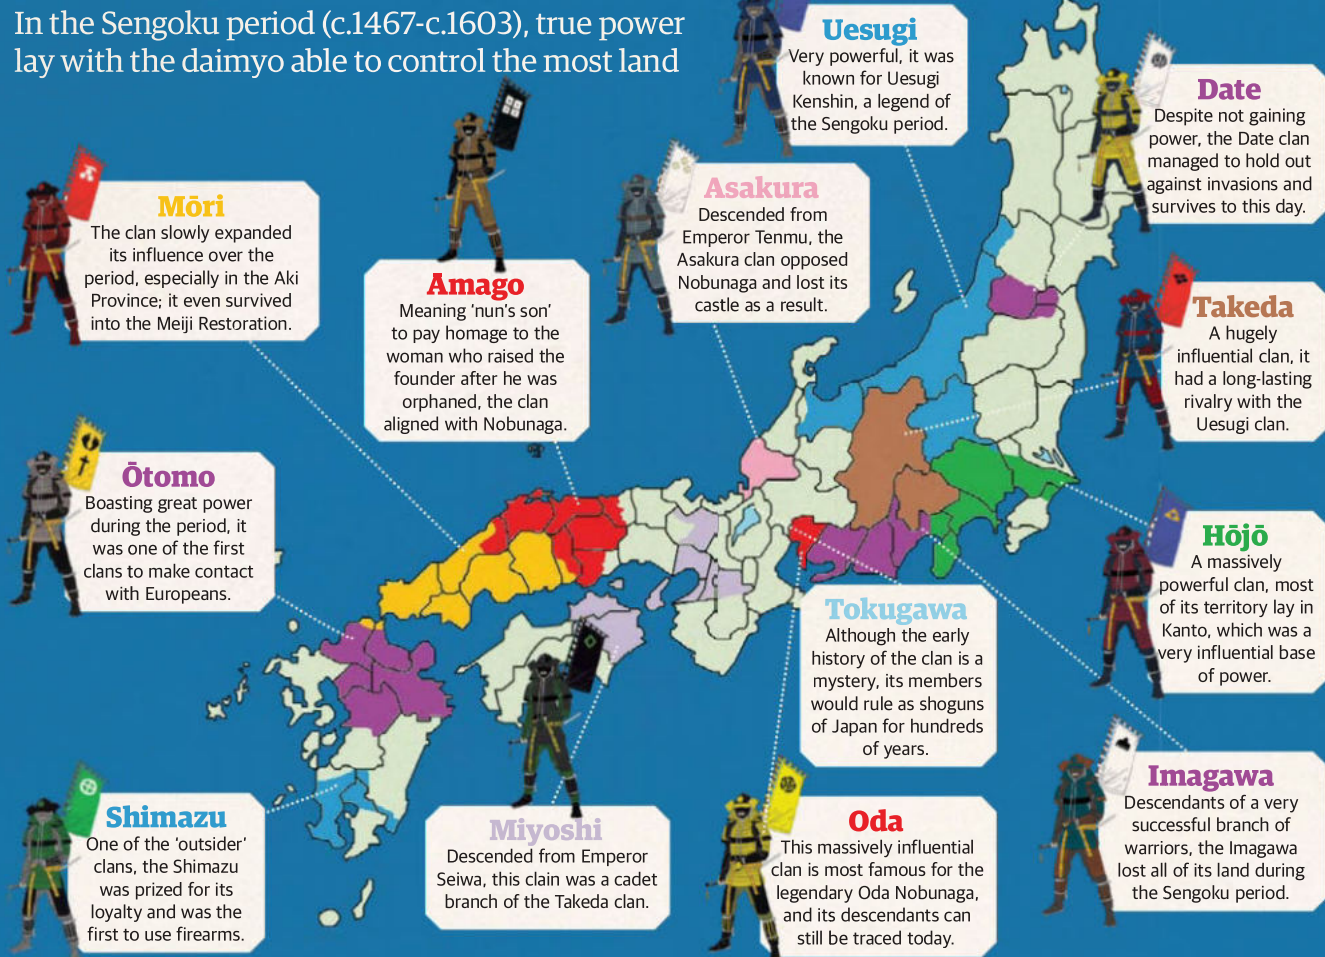 In the Sengoku period (c.1467-c.1603), true power
lay with the daimyo able to control the most land
Uesugi
Very powerful, it was
known for Uesugi
Kenshin, a legend of
the Sengoku period.
Date
Despite not gaining
power, the Date clan
managed to hold out
against invasions and
survives to this day.
Mōri
The clan slowly expanded
its influence over the
period, especially in the Aki
Province; it even survived
into the Meiji Restoration.
Amago
Meaning ‘nun’s son’
to pay homage to the
woman who raised the
founder after he was
orphaned, the clan
aligned with Nobunaga.
Asakura
Descended from
Emperor Tenmu, the
Asakura clan opposed
Nobunaga and lost its
castle as a result.
Takeda
A hugely
influential clan, it
had a long-lasting
rivalry with the
Uesugi clan.
Ōtomo
Boasting great power
during the period, it
was one of the first
clans to make contact
with Europeans.
Hōjō
A massively
powerful clan, most
of its territory lay in
Kanto, which was a
very influential base
of power.
Tokugawa
Although the early
history of the clan is a
mystery, its members
would rule as shoguns
of Japan for hundreds
of years.
Shimazu
One of the ‘outsider’
clans, the Shimazu
was prized for its
loyalty and was the
first to use firearms.
Miyoshi
Descended from Emperor
Seiwa, this clain was a cadet
branch of the Takeda clan.
Oda
This massively influential
clan is most famous for the
legendary Oda Nobunaga,
and its descendants can
still be traced today.
Imagawa
Descendants of a very
successful branch of
warriors, the Imagawa
lost all of its land during
the Sengoku period.